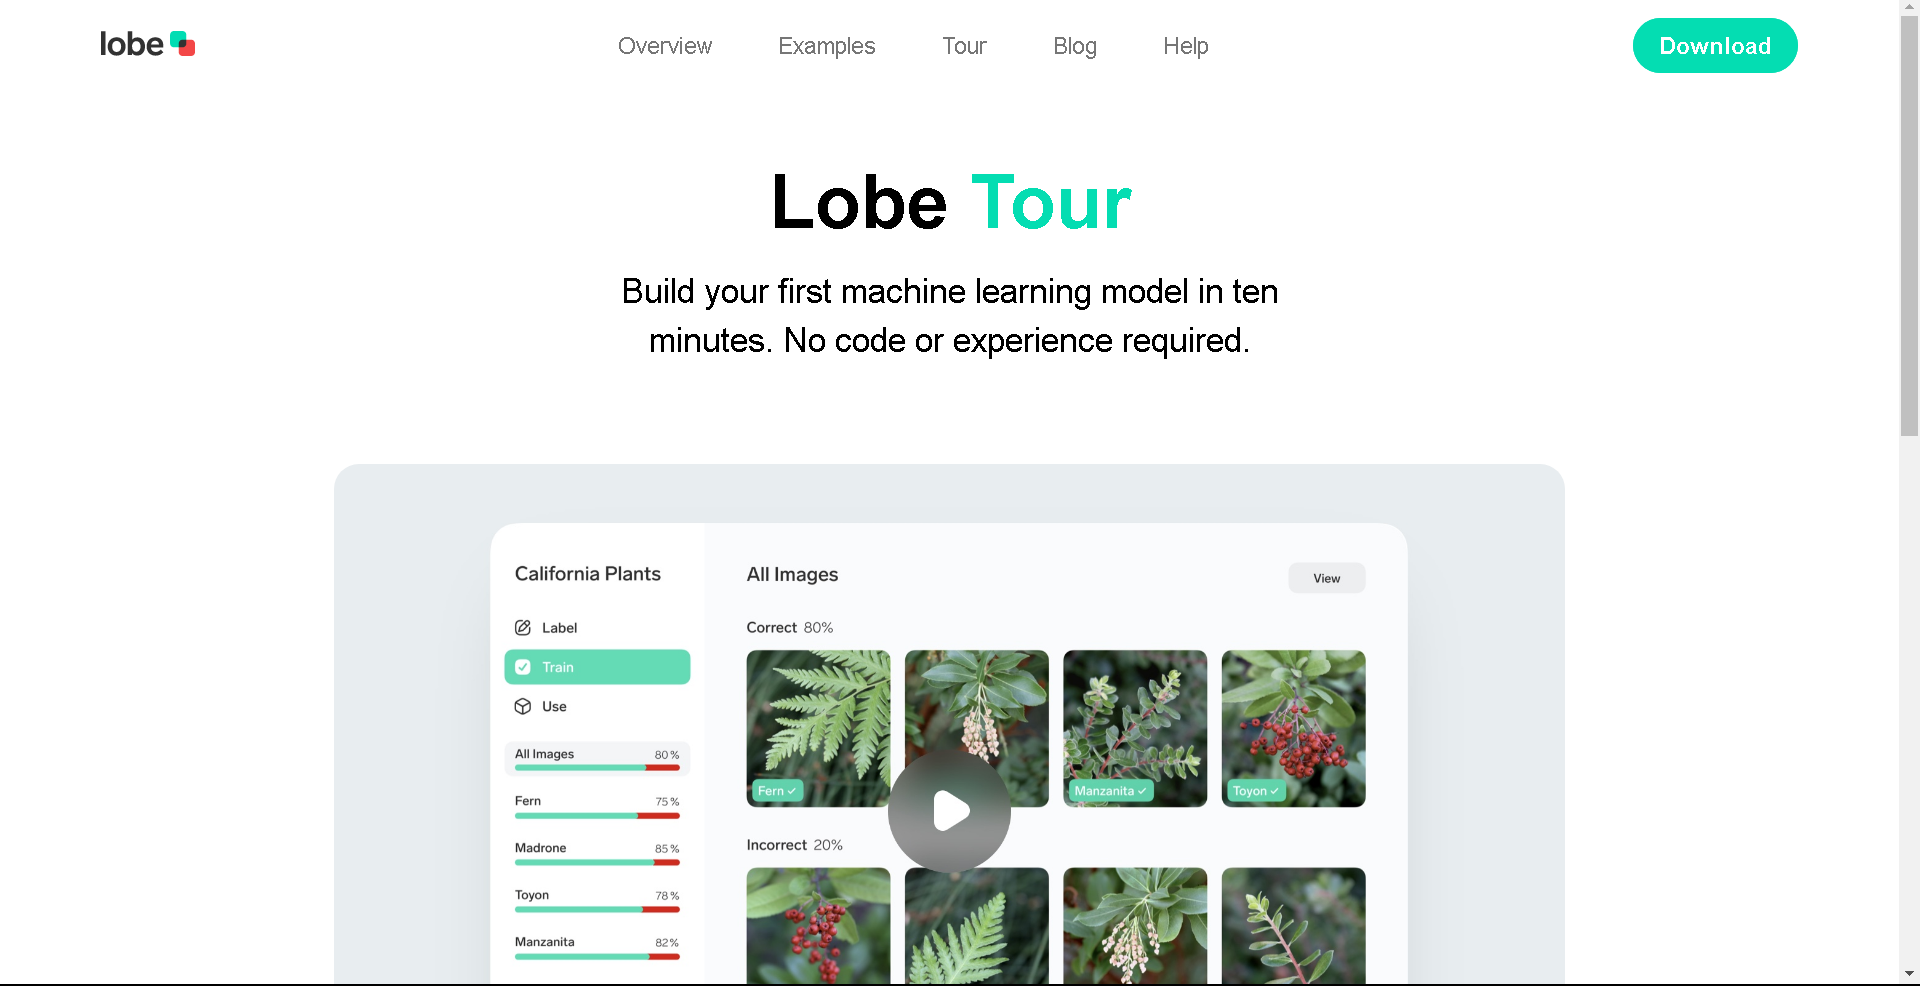 lobe
Overview
Examples
Tour
Blog
Help
Download
Lobe Tour
Build your first machine learning model in ten
minutes. No code or experience required.
California Plants
Label
Train
Use
All Images 80%
Fern 75%
Madrone 85%
Toyon 78%
Manzanita 82%
All Images
View
Correct 80%
Fern
Manzanita
Toyon
Incorrect 20%